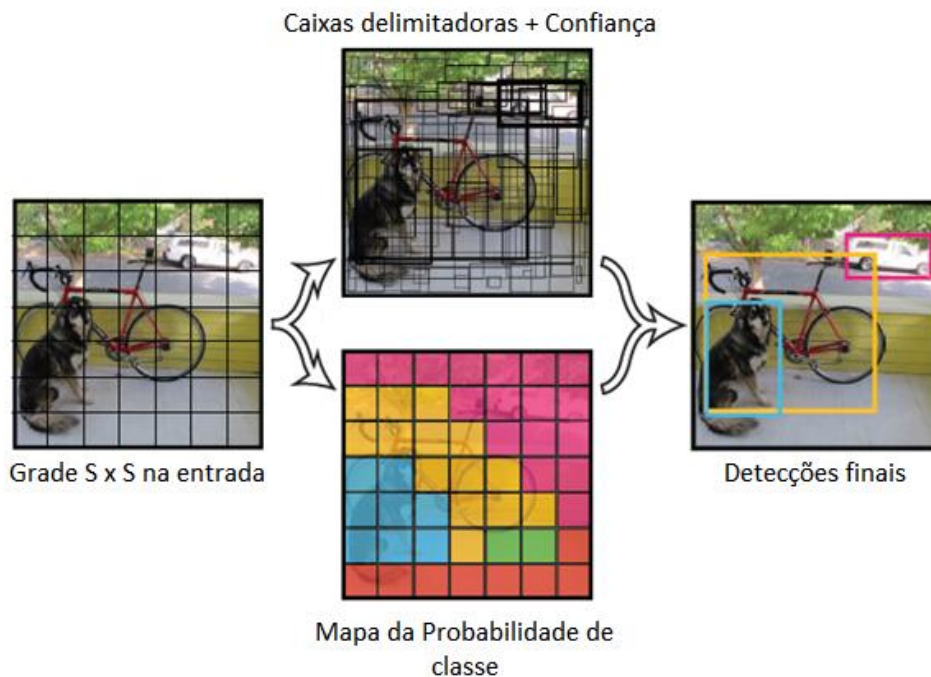 Caixas delimitadoras + Confiança
Grade S x S na entrada
Detecções finais
Mapa da Probabilidade de
classe